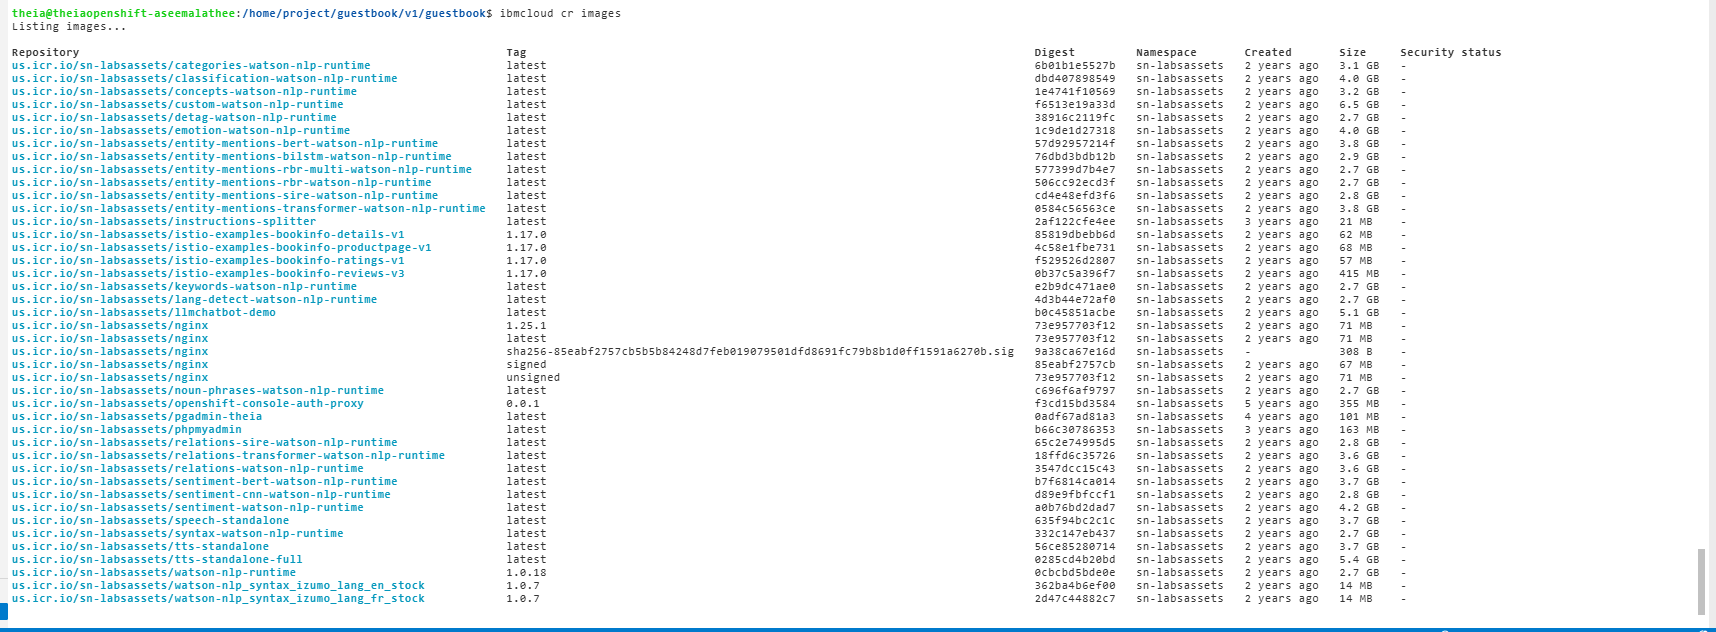 theia@theiaopenshift-aseemalathee:/home/project/guestbook/v1/guestbook$ ibmcloud cr images
Listing images...
Repository Tag Digest Namespace Created Size Security status
us.icr.io/sn-labsassets/categories-watson-nlp-runtime latest 6b01b1e5527b sn-labsassets 2 years ago 3.1 GB -
us.icr.io/sn-labsassets/classification-watson-nlp-runtime latest dbd407898549 sn-labsassets 2 years ago 4.0 GB -
us.icr.io/sn-labsassets/concepts-watson-nlp-runtime latest 1e4741f10569 sn-labsassets 2 years ago 3.2 GB -
us.icr.io/sn-labsassets/custom-watson-nlp-runtime latest f6513e19a33d sn-labsassets 2 years ago 6.5 GB -
us.icr.io/sn-labsassets/detag-watson-nlp-runtime latest 38916c2119fc sn-labsassets 2 years ago 2.7 GB -
us.icr.io/sn-labsassets/emotion-watson-nlp-runtime latest 1c9de1d27318 sn-labsassets 2 years ago 4.0 GB -
us.icr.io/sn-labsassets/entity-mentions-bert-watson-nlp-runtime latest 57d92957214f sn-labsassets 2 years ago 3.8 GB -
us.icr.io/sn-labsassets/entity-mentions-bilstm-watson-nlp-runtime latest 76dbd3bdb12b sn-labsassets 2 years ago 2.9 GB -
us.icr.io/sn-labsassets/entity-mentions-rbr-multi-watson-nlp-runtime latest 577399d7b4e7 sn-labsassets 2 years ago 2.7 GB -
us.icr.io/sn-labsassets/entity-mentions-rbr-watson-nlp-runtime latest 506cc92ecd3f sn-labsassets 2 years ago 2.7 GB -
us.icr.io/sn-labsassets/entity-mentions-sire-watson-nlp-runtime latest cd4e48efd3f6 sn-labsassets 2 years ago 2.8 GB -
us.icr.io/sn-labsassets/entity-mentions-transformer-watson-nlp-runtime latest 0584c56563ce sn-labsassets 2 years ago 3.8 GB -
us.icr.io/sn-labsassets/instructions-splitter latest 2af122cfe4ee sn-labsassets 3 years ago 21 MB -
us.icr.io/sn-labsassets/istio-examples-bookinfo-details-v1 1.17.0 85819dbebb6d sn-labsassets 2 years ago 62 MB -
us.icr.io/sn-labsassets/istio-examples-bookinfo-productpage-v1 1.17.0 4c58e1fbe731 sn-labsassets 2 years ago 68 MB -
us.icr.io/sn-labsassets/istio-examples-bookinfo-ratings-v1 1.17.0 f529526d2807 sn-labsassets 2 years ago 57 MB -
us.icr.io/sn-labsassets/istio-examples-bookinfo-reviews-v3 1.17.0 0b37c5a396f7 sn-labsassets 2 years ago 415 MB -
us.icr.io/sn-labsassets/keywords-watson-nlp-runtime latest e2b9dc471ae0 sn-labsassets 2 years ago 2.7 GB -
us.icr.io/sn-labsassets/lang-detect-watson-nlp-runtime latest 4d3b44e72af0 sn-labsassets 2 years ago 2.7 GB -
us.icr.io/sn-labsassets/llmchatbot-demo latest b0c45851acbe sn-labsassets 2 years ago 5.1 GB -
us.icr.io/sn-labsassets/nginx 1.25.1 73e957703f12 sn-labsassets 2 years ago 71 MB -
us.icr.io/sn-labsassets/nginx latest 73e957703f12 sn-labsassets 2 years ago 71 MB -
us.icr.io/sn-labsassets/nginx sha256-85eabf2757cb5b5b84248d7feb019079501dfd8691fc79b8b1d0ff1591a6270b.sig 9a38ca67e16d sn-labsassets - 308 B -
us.icr.io/sn-labsassets/nginx signed 85eabf2757cb sn-labsassets 2 years ago 67 MB -
us.icr.io/sn-labsassets/nginx unsigned 73e957703f12 sn-labsassets 2 years ago 71 MB -
us.icr.io/sn-labsassets/noun-phrases-watson-nlp-runtime latest c696f6af9797 sn-labsassets 2 years ago 2.7 GB -
us.icr.io/sn-labsassets/openshift-console-auth-proxy 0.0.1 f3cd15bd3584 sn-labsassets 5 years ago 355 MB -
us.icr.io/sn-labsassets/pgadmin-theia latest 0adf67ad81a3 sn-labsassets 4 years ago 101 MB -
us.icr.io/sn-labsassets/phpmyadmin latest b66c30786353 sn-labsassets 3 years ago 163 MB -
us.icr.io/sn-labsassets/relations-sire-watson-nlp-runtime latest 65c2e74995d5 sn-labsassets 2 years ago 2.8 GB -
us.icr.io/sn-labsassets/relations-transformer-watson-nlp-runtime latest 18ffd6c35726 sn-labsassets 2 years ago 3.6 GB -
us.icr.io/sn-labsassets/relations-watson-nlp-runtime latest 3547dcc15c43 sn-labsassets 2 years ago 3.6 GB -
us.icr.io/sn-labsassets/sentiment-bert-watson-nlp-runtime latest b7f6814ca014 sn-labsassets 2 years ago 3.7 GB -
us.icr.io/sn-labsassets/sentiment-cnn-watson-nlp-runtime latest d89e9fbfccf1 sn-labsassets 2 years ago 2.8 GB -
us.icr.io/sn-labsassets/sentiment-watson-nlp-runtime latest a0b76bd2dad7 sn-labsassets 2 years ago 4.2 GB -
us.icr.io/sn-labsassets/speech-standalone latest 635f94bc2c1c sn-labsassets 2 years ago 3.7 GB -
us.icr.io/sn-labsassets/syntax-watson-nlp-runtime latest 332c147eb437 sn-labsassets 2 years ago 2.7 GB -
us.icr.io/sn-labsassets/tts-standalone latest 56ce85280714 sn-labsassets 2 years ago 3.7 GB -
us.icr.io/sn-labsassets/tts-standalone-full latest 0285cd4b20bd sn-labsassets 2 years ago 5.4 GB -
us.icr.io/sn-labsassets/watson-nlp-runtime 1.0.18 0cbcbd5bde0e sn-labsassets 2 years ago 2.7 GB -
us.icr.io/sn-labsassets/watson-nlp_syntax_izumo_lang_en_stock 1.0.7 362ba4b6ef00 sn-labsassets 2 years ago 14 MB -
us.icr.io/sn-labsassets/watson-nlp_syntax_izumo_lang_fr_stock 1.0.7 2d47c44882c7 sn-labsassets 2 years ago 14 MB -